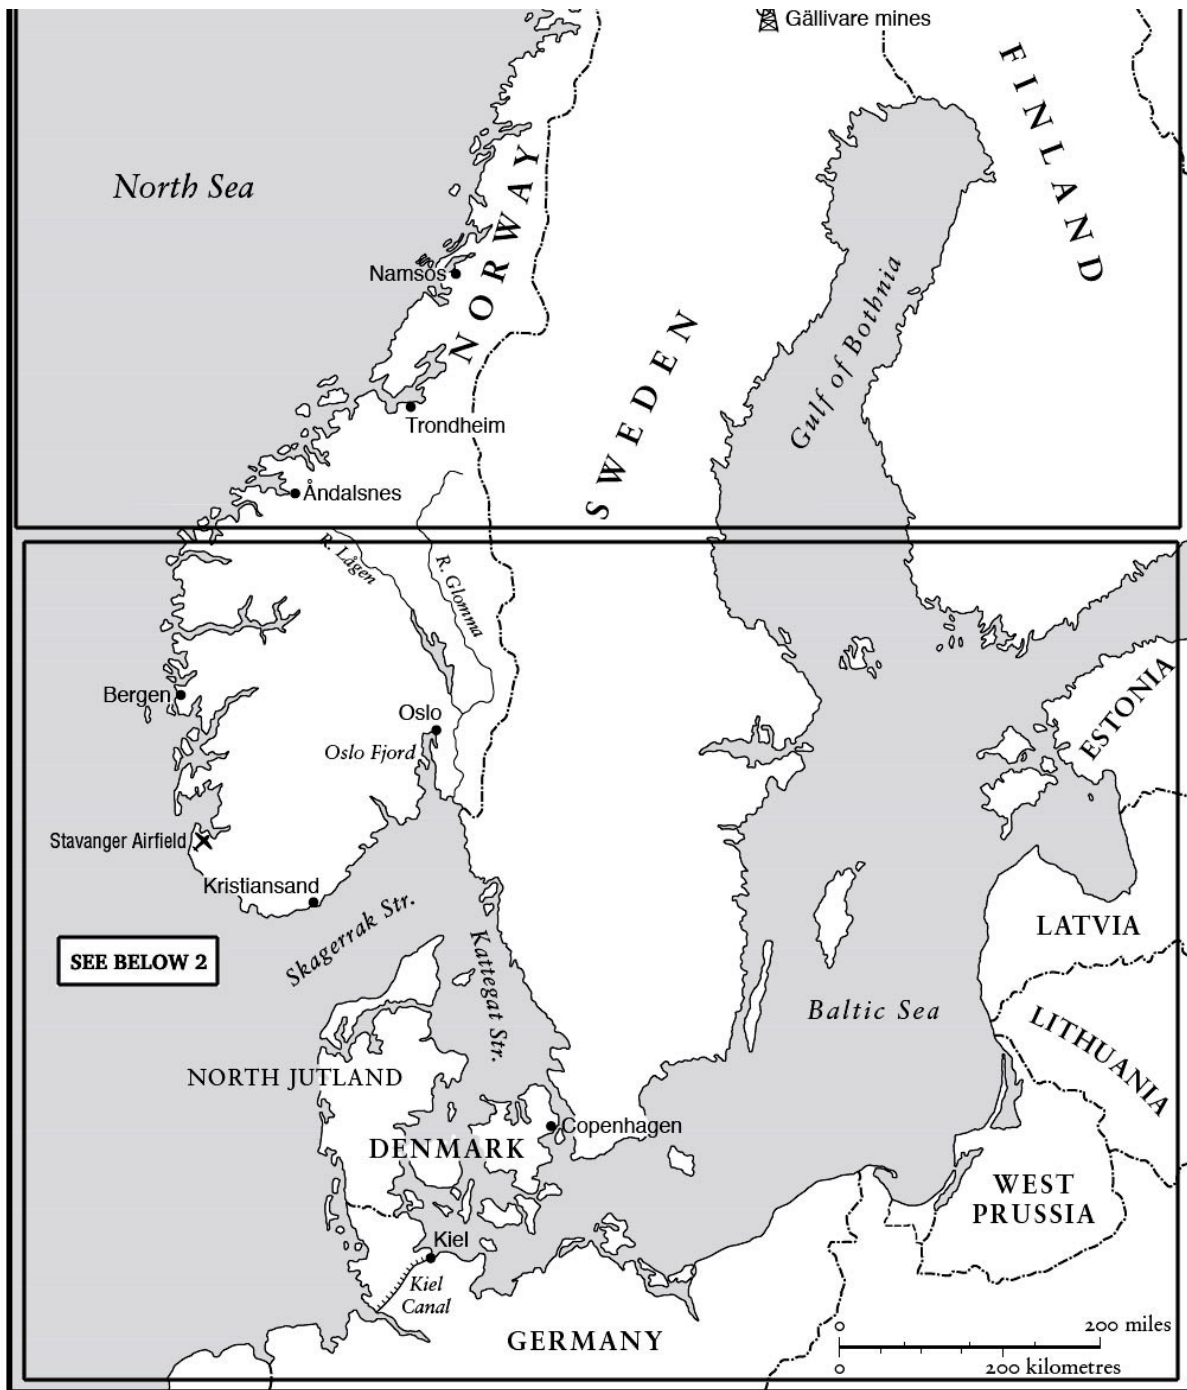 Gällivare mines
FINLAND
North Sea
NORWAY
Namsos
Gulf of Bothnia
SWEDEN
Trondheim
Åndalsnes
R. Lågen
R. Glomma
ESTONIA
Bergen
Oslo
Oslo Fjord
Stavanger Airfield
Kristiansand
Skagerrak Str.
Kattegat Str.
LATVIA
SEE BELOW 2
Baltic Sea
LITHUANIA
NORTH JUTLAND
Copenhagen
DENMARK
WEST
PRUSSIA
Kiel
Kiel
Canal
GERMANY
0
200 miles
0
200 kilometres